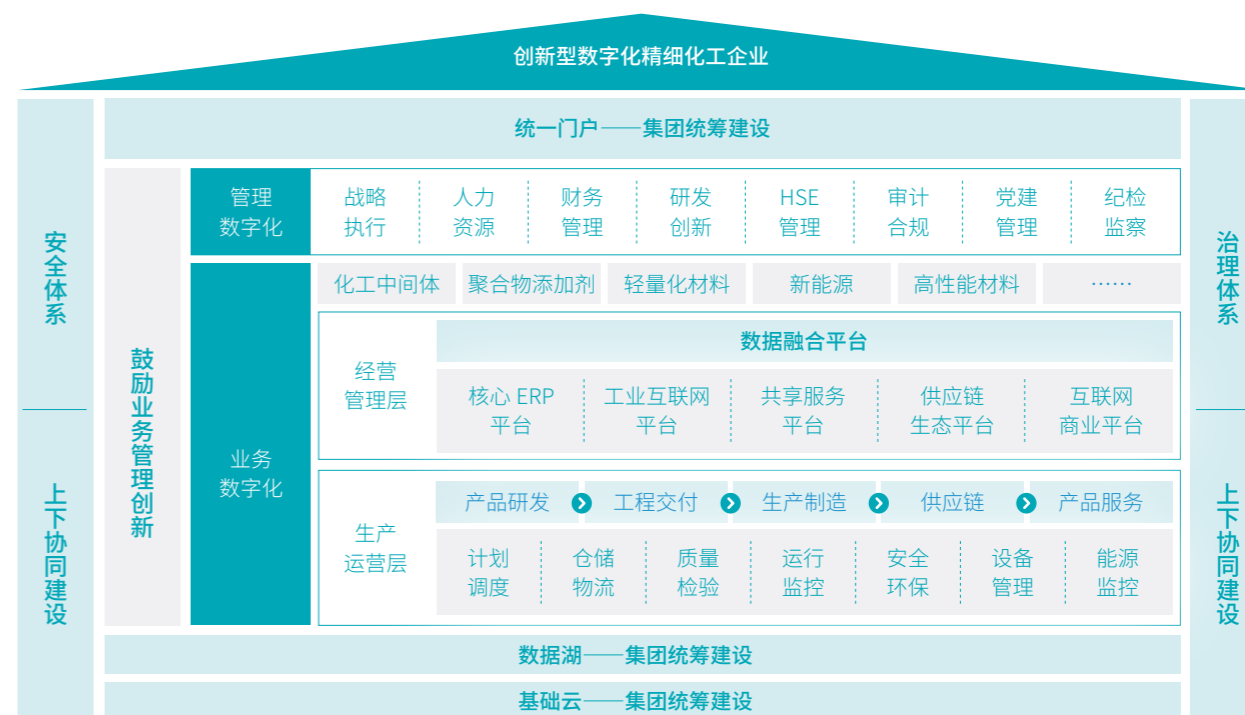 创新型数字化精细化工企业
统一门户——集团统筹建设
安全体系
上下协同建设
鼓励业务管理创新
管理
数字化
战略
执行
人力
资源
财务
管理
研发
创新
HSE
管理
审计
合规
党建
管理
纪检
监察
业务
数字化
化工中间体
聚合物添加剂
轻量化材料
新能源
高性能材料
……
经营
管理层
数据融合平台
核心 ERP
平台
工业互联网
平台
共享服务
平台
供应链
生态平台
互联网
商业平台
生产
运营层
产品研发
工程交付
生产制造
供应链
产品服务
计划
调度
仓储
物流
质量
检验
运行
监控
安全
环保
设备
管理
能源
监控
治理体系
上下协同建设
数据湖——集团统筹建设
基础云——集团统筹建设